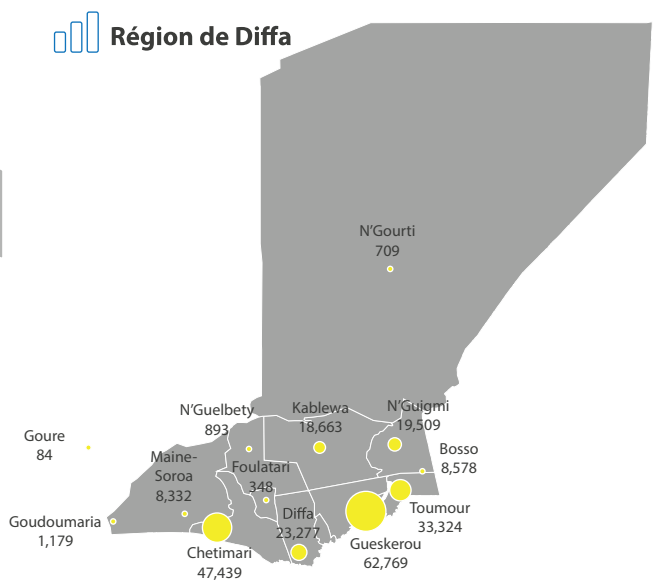 Région de Diffa
N'Gourti
709
N'Guelbety
893
Kablewa
18,663
N'Guigmi
19,509
Goure
84
Maine-
Soroa
8,332
Foulatari
348
Bosso
8,578
Goudoumaria
1,179
Diffa
23,277
Toumour
33,324
Chetimari
47,439
Gueskerou
62,769